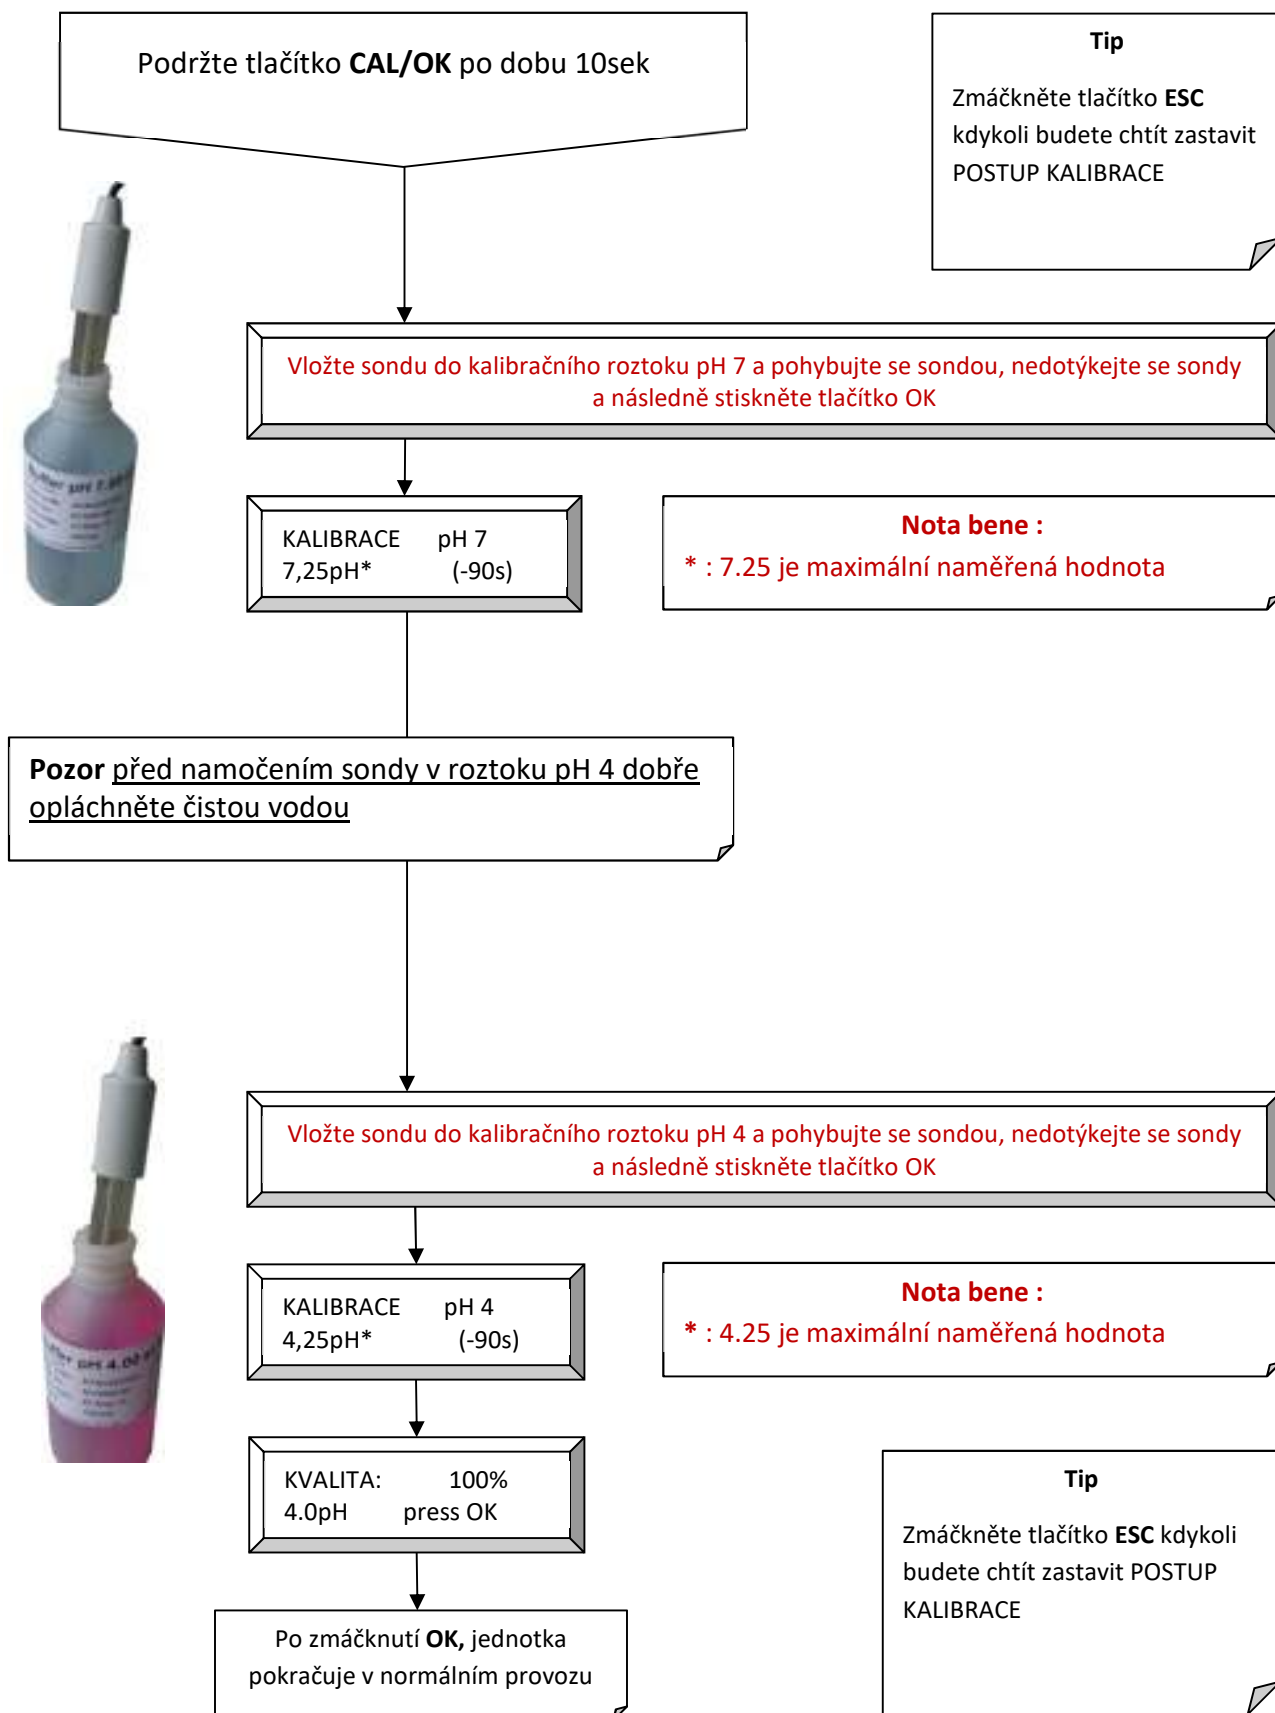 Podržte tlačítko CAL/OK po dobu 10sek
Tip
Zmáčkněte tlačítko ESC
kdykoli budete chtít zastavit
POSTUP KALIBRACE
Vložte sondu do kalibračního roztoku pH 7 a pohybujte se sondou, nedotýkejte se sondy
a následně stiskněte tlačítko OK
KALIBRACE pH 7
7,25pH* (-90s)
Nota bene :
* : 7.25 je maximální naměřená hodnota
Pozor před namočením sondy v roztoku pH 4 dobře
opláchněte čistou vodou
Vložte sondu do kalibračního roztoku pH 4 a pohybujte se sondou, nedotýkejte se sondy
a následně stiskněte tlačítko OK
Buffer pH 4.00
KALIBRACE pH 4
4,25pH* (-90s)
Nota bene :
* : 4.25 je maximální naměřená hodnota
KVALITA: 100%
4.0pH press OK
Tip
Zmáčkněte tlačítko ESC kdykoli
budete chtít zastavit POSTUP
KALIBRACE
Po zmáčknutí OK, jednotka
pokračuje v normálním provozu